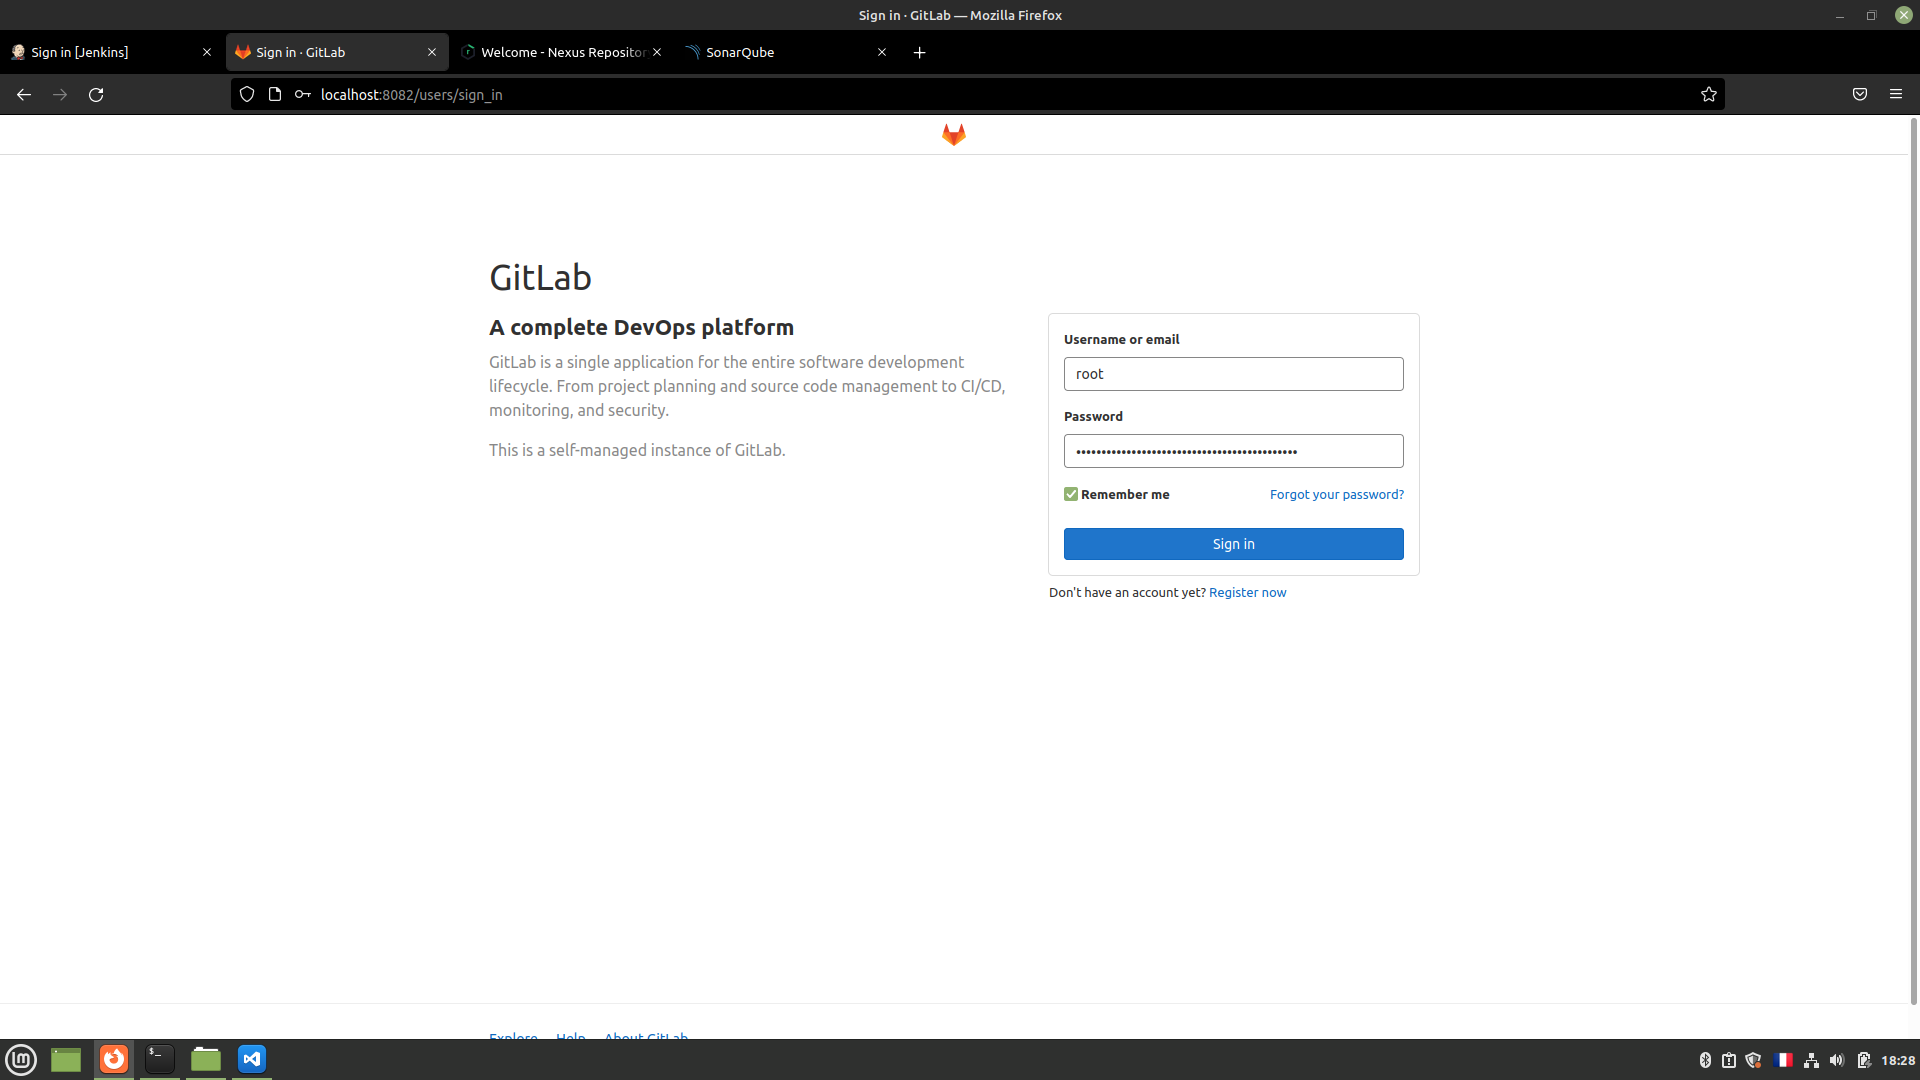 Sign in · GitLab — Mozilla Firefox
Sign in [Jenkins]
Sign in · GitLab
Welcome - Nexus Repositor
SonarQube
localhost:8082/users/sign_in
GitLab
A complete DevOps platform
GitLab is a single application for the entire software development
lifecycle. From project planning and source code management to CI/CD,
monitoring, and security.
This is a self-managed instance of GitLab.
Username or email
root
Password
Remember me
Forgot your password?
Sign in
Don't have an account yet? Register now
Explore Help About GitLab
18:28